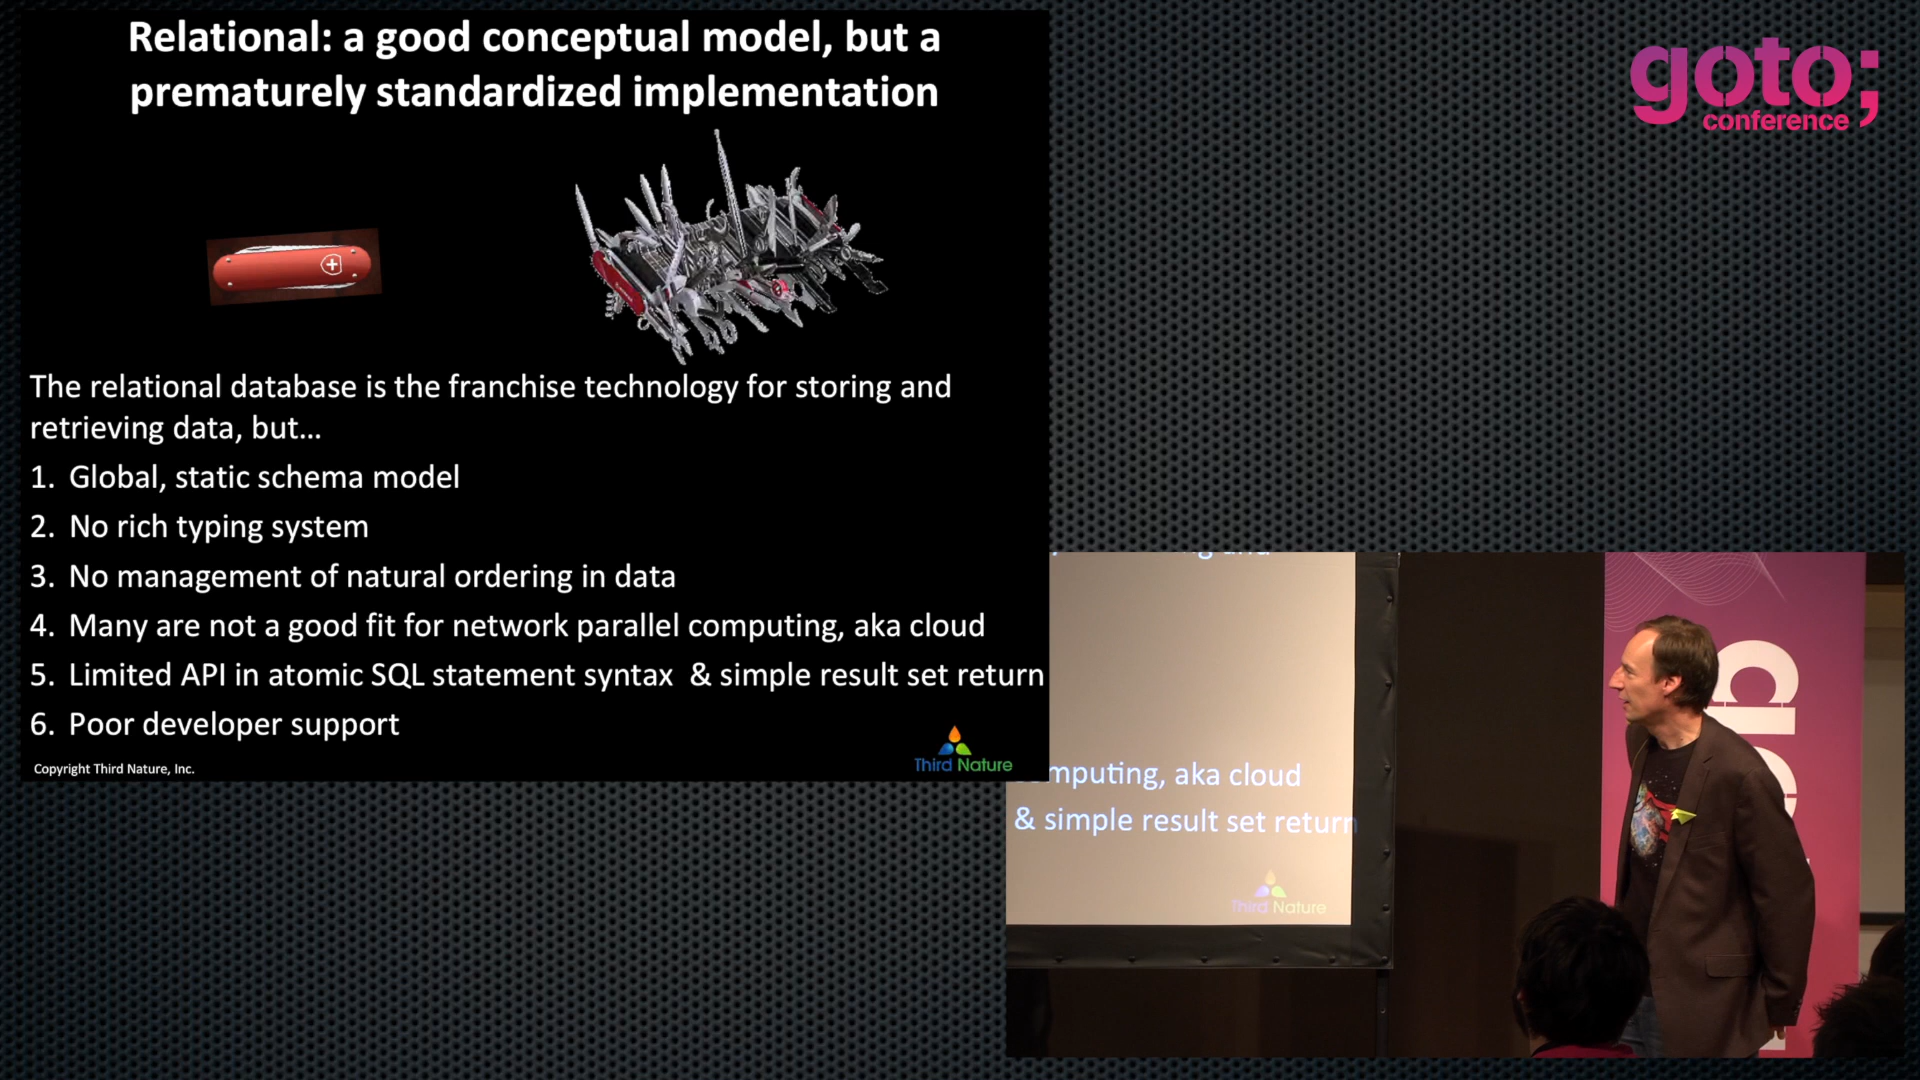 Relational: a good conceptual model, but a
prematurely standardized implementation
The relational database is the franchise technology for storing and
retrieving data, but...
1. Global, static schema model
2. No rich typing system
3. No management of natural ordering in data
4. Many are not a good fit for network parallel computing, aka cloud
5. Limited API in atomic SQL statement syntax & simple result set return
6. Poor developer support
Copyright Third Nature, Inc.
Third Nature
goto;
conference
mputing, aka cloud
& simple result set return
Third Nature